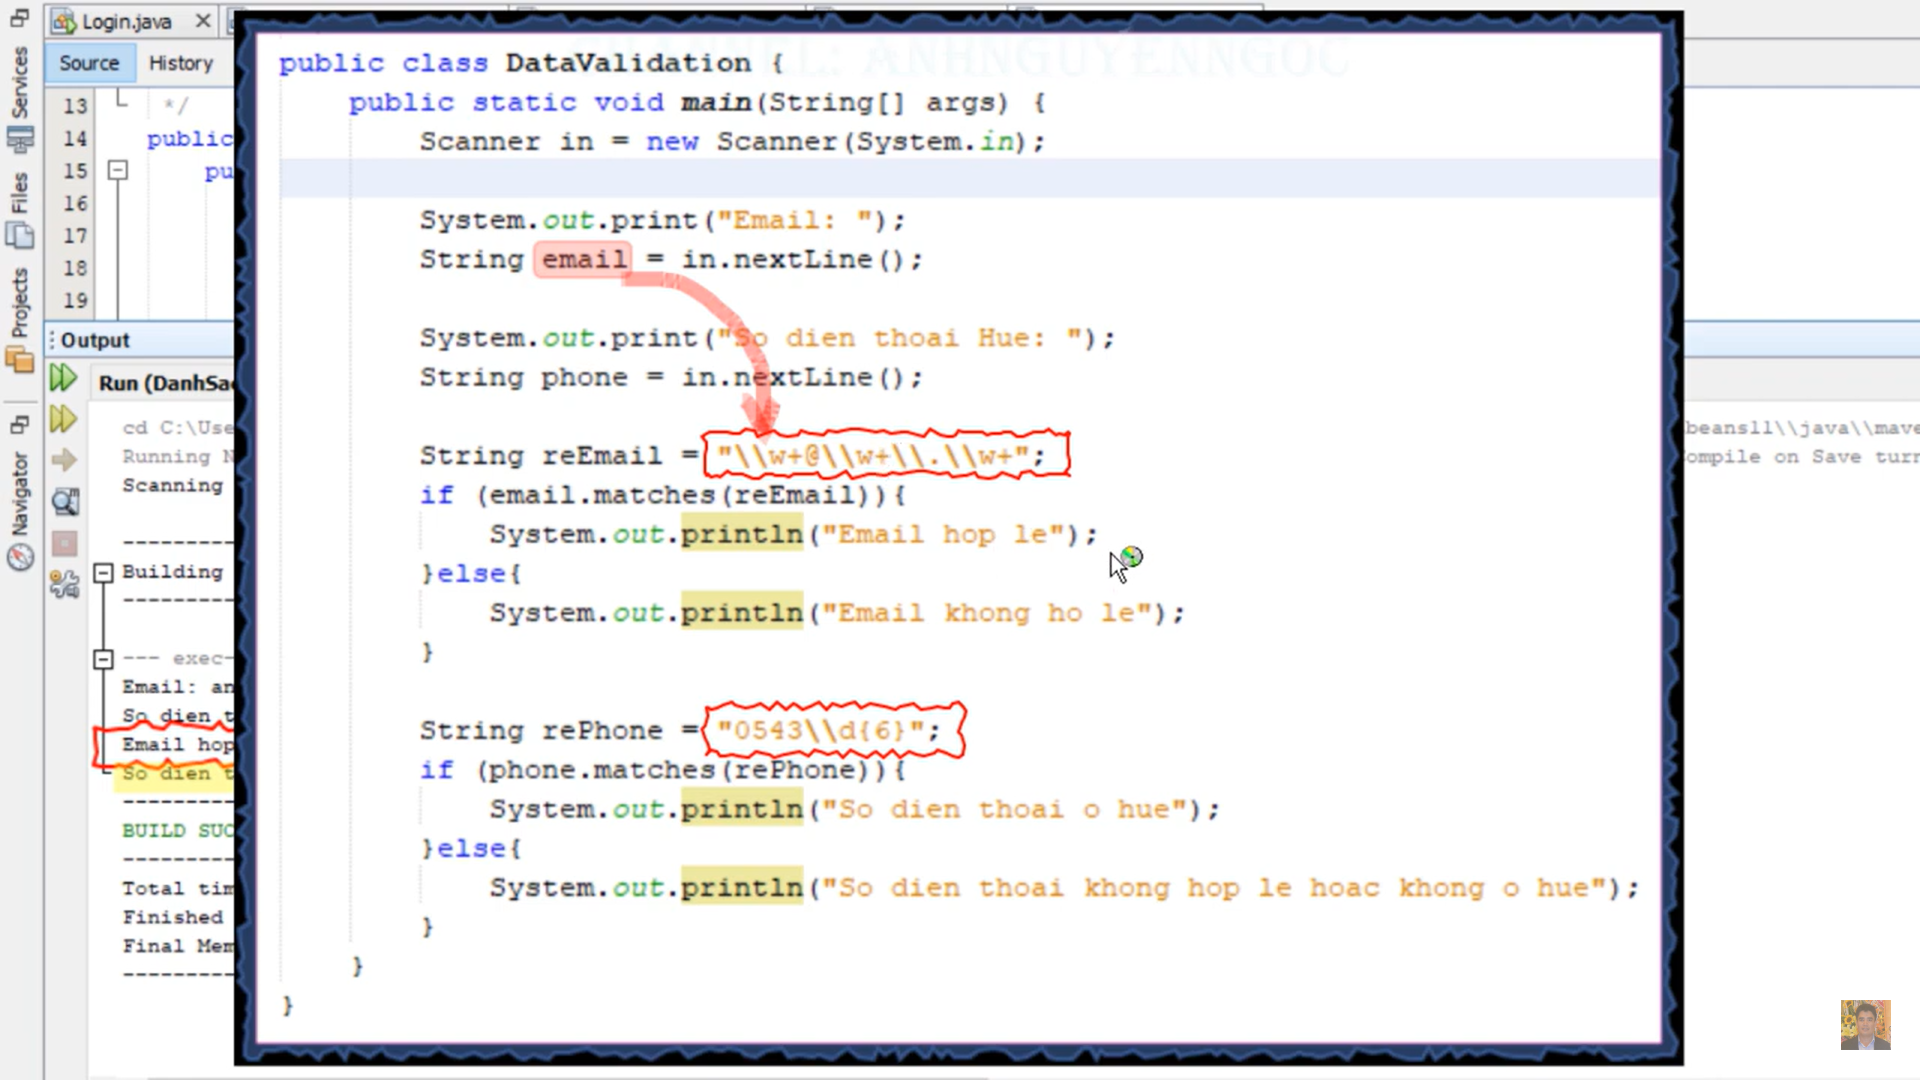 Login.java
Source History
CHANNEL: ANHNGUYENNGOC
Services
Files
Projects
Navigator
13 */
14 public
15 pu
16
17
18
19
Output
Run (DanhSa
cd C:\Use
Running N
Scanning
Building
--- exec-
Email: an
So dien t
Email hop
So dien t
BUILD SUC
Total tim
Finished
Final Mem
public class DataValidation {
public static void main(String[] args) {
Scanner in = new Scanner(System.in);
System.out.print("Email: ");
String email = in.nextLine();
System.out.print("So dien thoai Hue: ");
String phone = in.nextLine();
String reEmail = "\\w+@\\w+\\.\\w+";
if (email.matches(reEmail)){
System.out.println("Email hop le");
}else{
System.out.println("Email khong ho le");
}
String rePhone = "0543\\d{6}";
if (phone.matches(rePhone)){
System.out.println("So dien thoai o hue");
}else{
System.out.println("So dien thoai khong hop le hoac khong o hue");
}
}
}
beans11\\java\\mave
ompile on Save turn